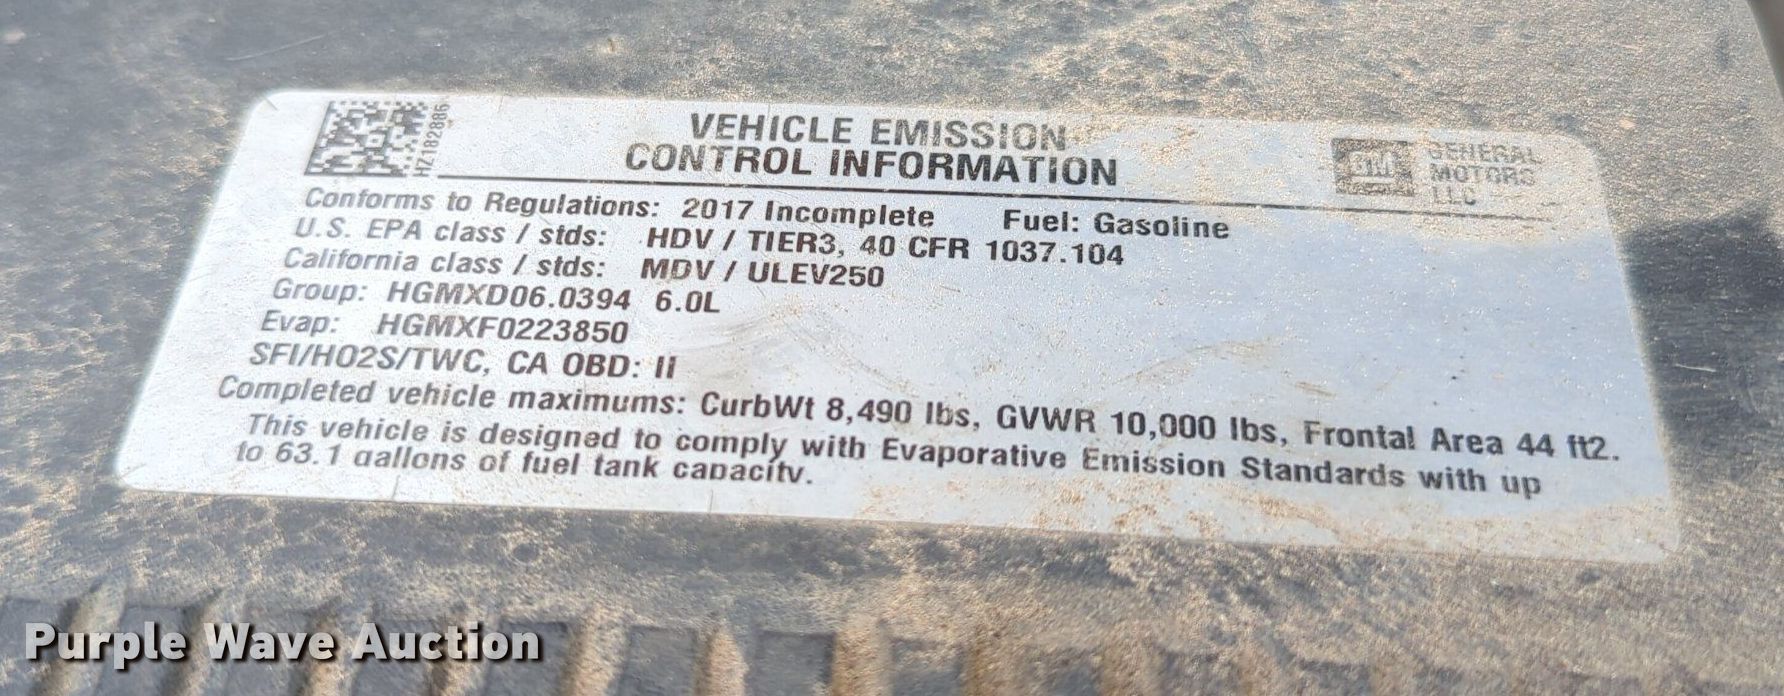 HZ182886
VEHICLE EMISSION
CONTROL INFORMATION
GM
GENERAL
MOTORS
LLC
Conforms to Regulations: 2017 Incomplete Fuel: Gasoline
U.S. EPA class / stds: HDV / TIER3, 40 CFR 1037.104
California class / stds: MDV / ULEV250
Group: HGMXD06.0394 6.0L
Evap: HGMXF0223850
SFI/HO2S/TWC, CA OBD: II
Completed vehicle maximums: CurbWt 8,490 lbs, GVWR 10,000 lbs, Frontal Area 44 ft2.
This vehicle is designed to comply with Evaporative Emission Standards with up
to 63.1 gallons of fuel tank capacity.
Purple Wave Auction